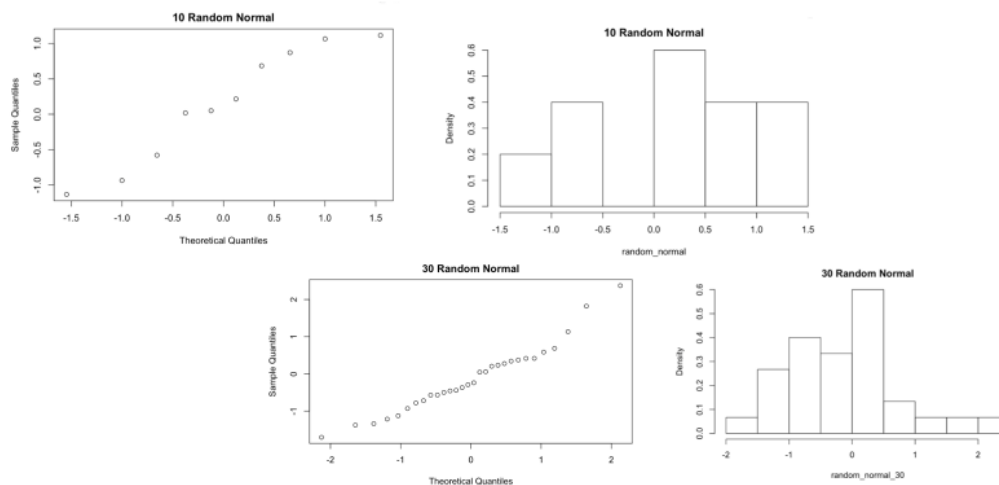 10 Random Normal
Sample Quantiles
1.0
0.5
0.0
-0.5
-1.0
-1.5 -1.0 -0.5 0.0 0.5 1.0 1.5
Theoretical Quantiles
10 Random Normal
Density
0.6
0.5
0.4
0.3
0.2
0.1
0.0
-1.5 -1.0 -0.5 0.0 0.5 1.0 1.5
random_normal
30 Random Normal
Sample Quantiles
2
1
0
-1
-2 -1 0 1 2
Theoretical Quantiles
30 Random Normal
Density
0.6
0.5
0.4
0.3
0.2
0.1
0.0
-2 -1 0 1 2
random_normal_30